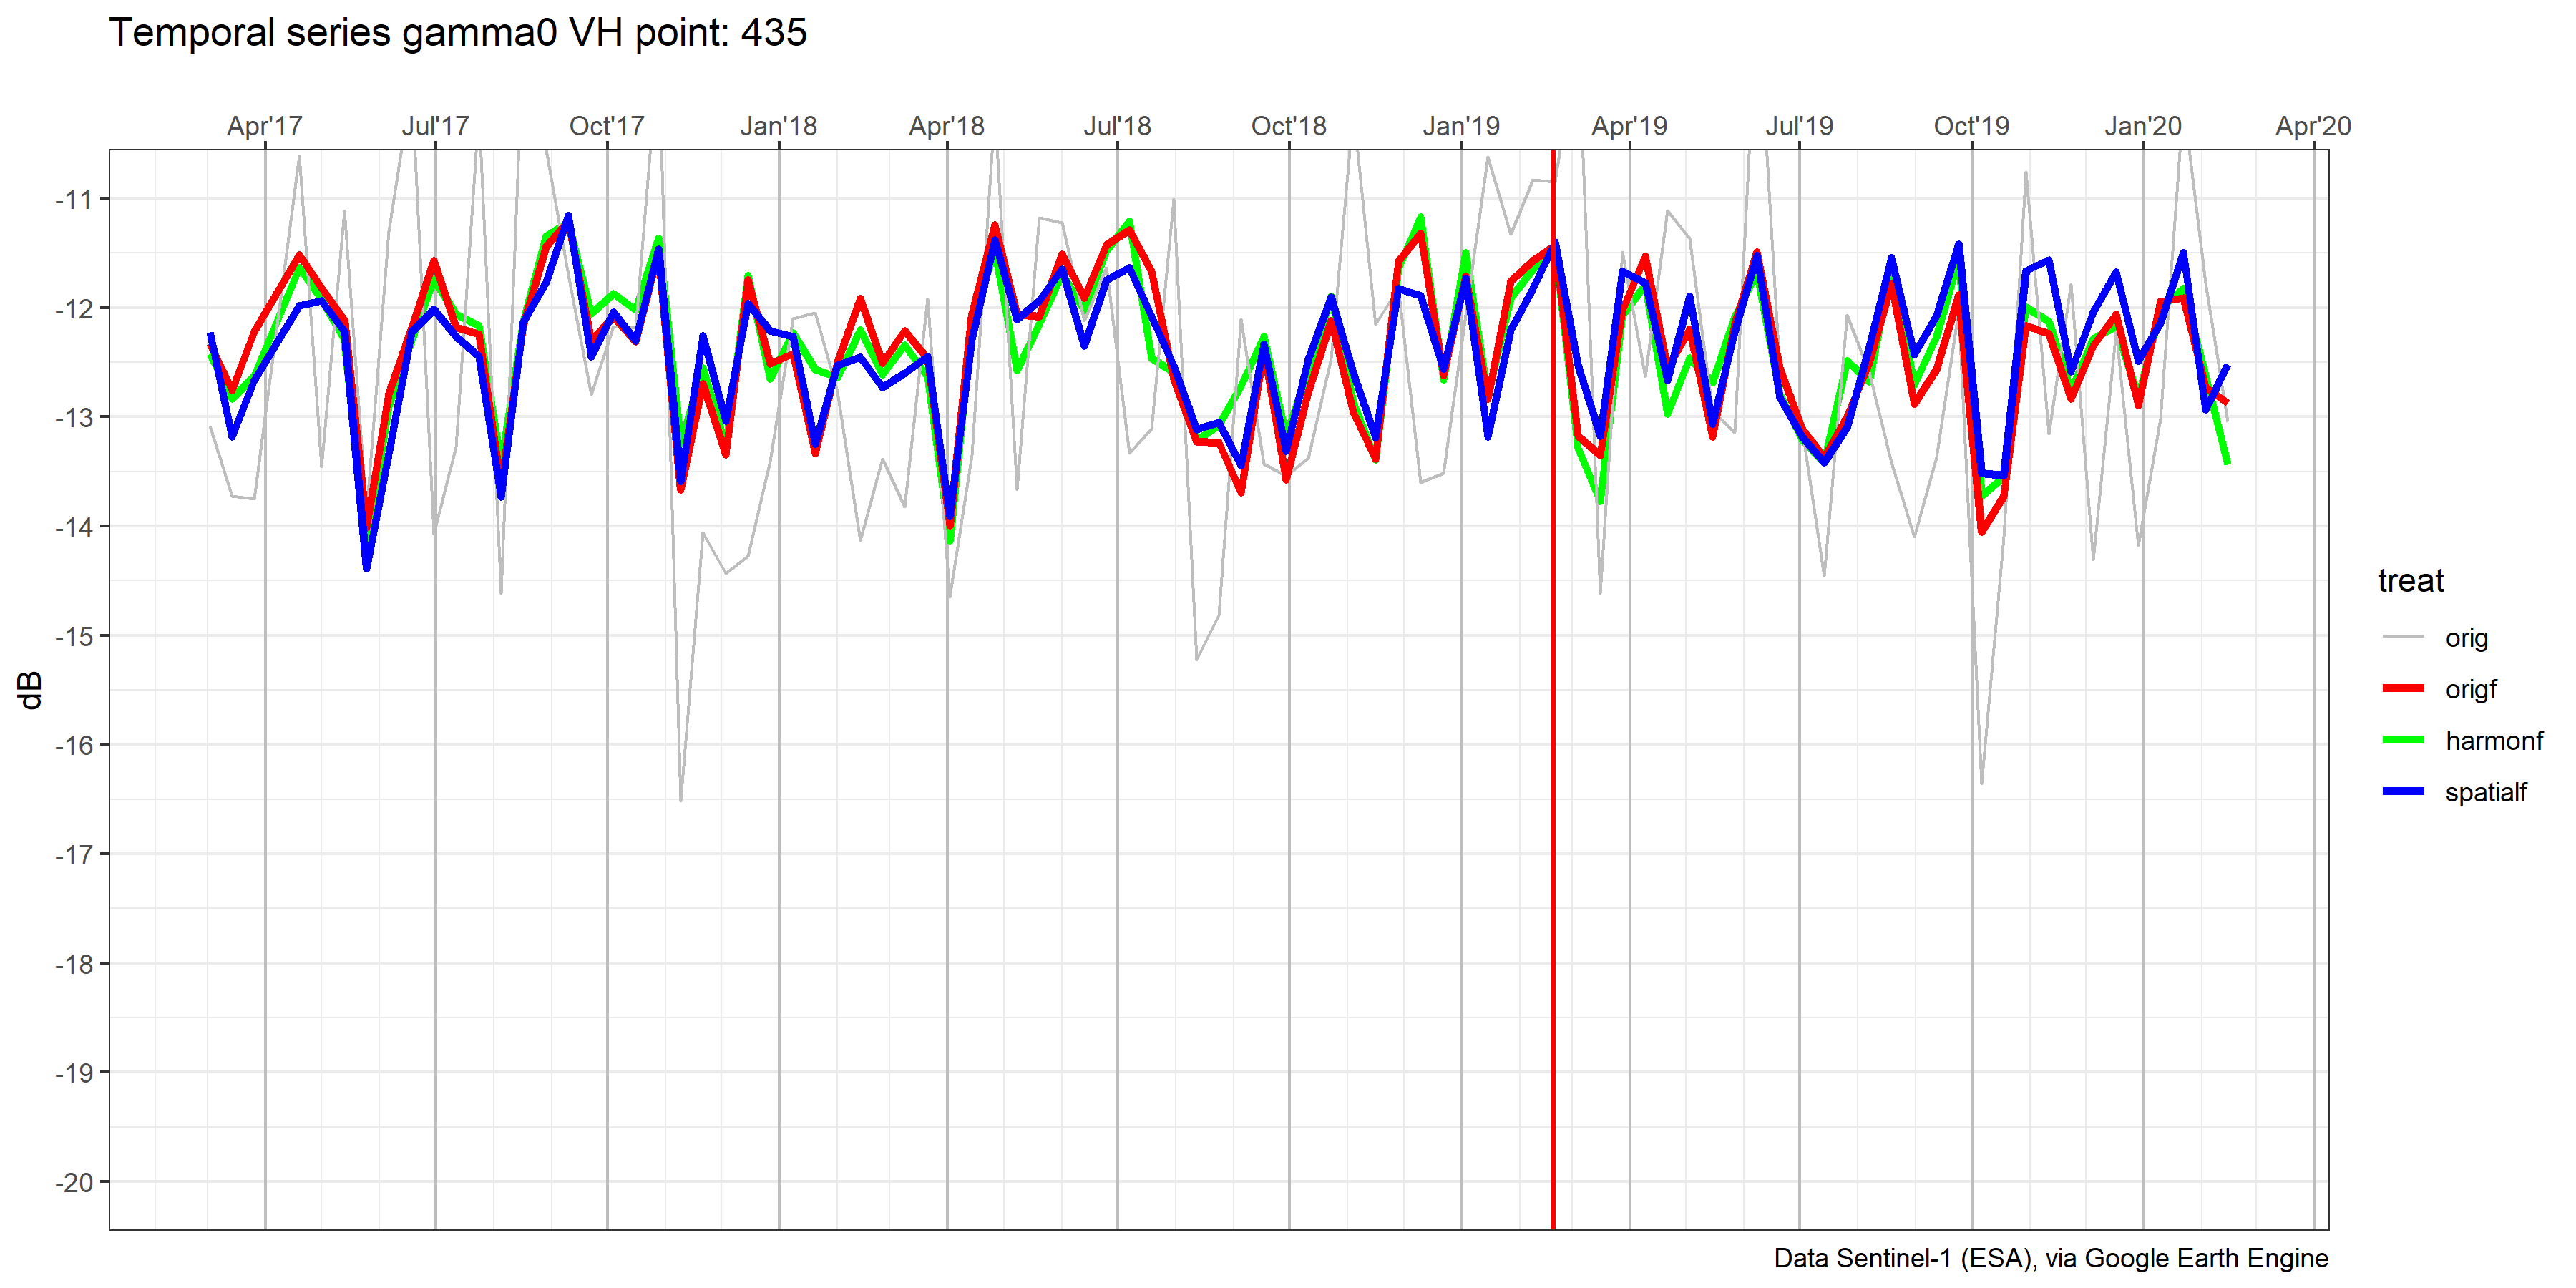 Temporal series gamma0 VH point: 435
Apr'17 Jul'17 Oct'17 Jan'18 Apr'18 Jul'18 Oct'18 Jan'19 Apr'19 Jul'19 Oct'19 Jan'20 Apr'20
-11
-12
-13
-14
-15
-16
-17
-18
-19
-20
dB
treat
orig
origf
harmonf
spatialf
Data Sentinel-1 (ESA), via Google Earth Engine